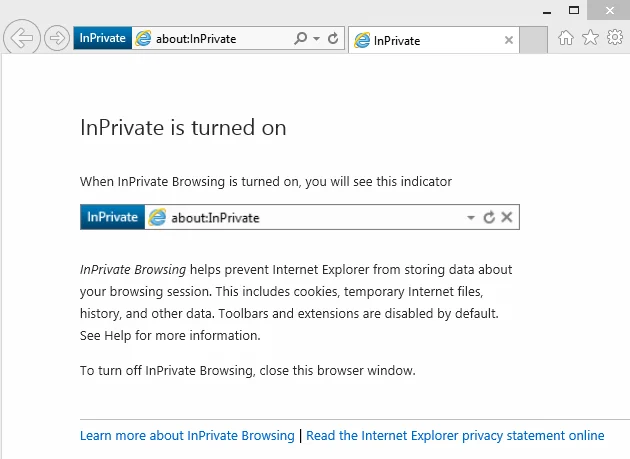 InPrivate about:InPrivate InPrivate
InPrivate is turned on
When InPrivate Browsing is turned on, you will see this indicator
InPrivate about:InPrivate
InPrivate Browsing helps prevent Internet Explorer from storing data about
your browsing session. This includes cookies, temporary Internet files,
history, and other data. Toolbars and extensions are disabled by default.
See Help for more information.
To turn off InPrivate Browsing, close this browser window.
Learn more about InPrivate Browsing | Read the Internet Explorer privacy statement online